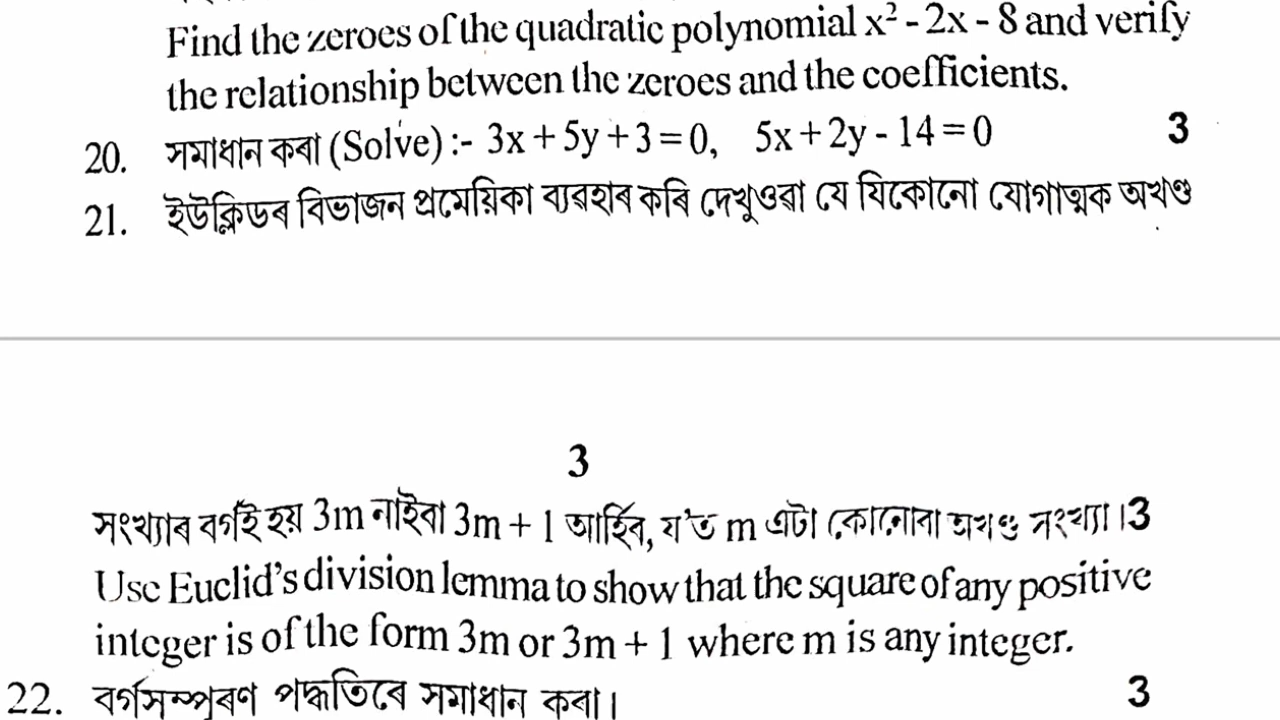 Find the zeroes of the quadratic polynomial x² - 2x - 8 and verify
the relationship between the zeroes and the coefficients.
20. সমাধান কৰা (Solve) :- 3x + 5y + 3 = 0, 5x + 2y - 14 = 0 3
21. ইউক্লিডৰ বিভাজন প্ৰমেয়িকা ব্যৱহাৰ কৰি দেখুওৱা যে যিকোনো যোগাত্মক অখণ্ড
3
সংখ্যাৰ বৰ্গই হয় 3m নাইবা 3m + 1 আৰ্হিৰ, য'ত m এটা কোনোবা অখণ্ড সংখ্যা।3
Use Euclid's division lemma to show that the square of any positive
integer is of the form 3m or 3m + 1 where m is any integer.
22. বৰ্গসম্পূৰণ পদ্ধতিৰে সমাধান কৰা। 3